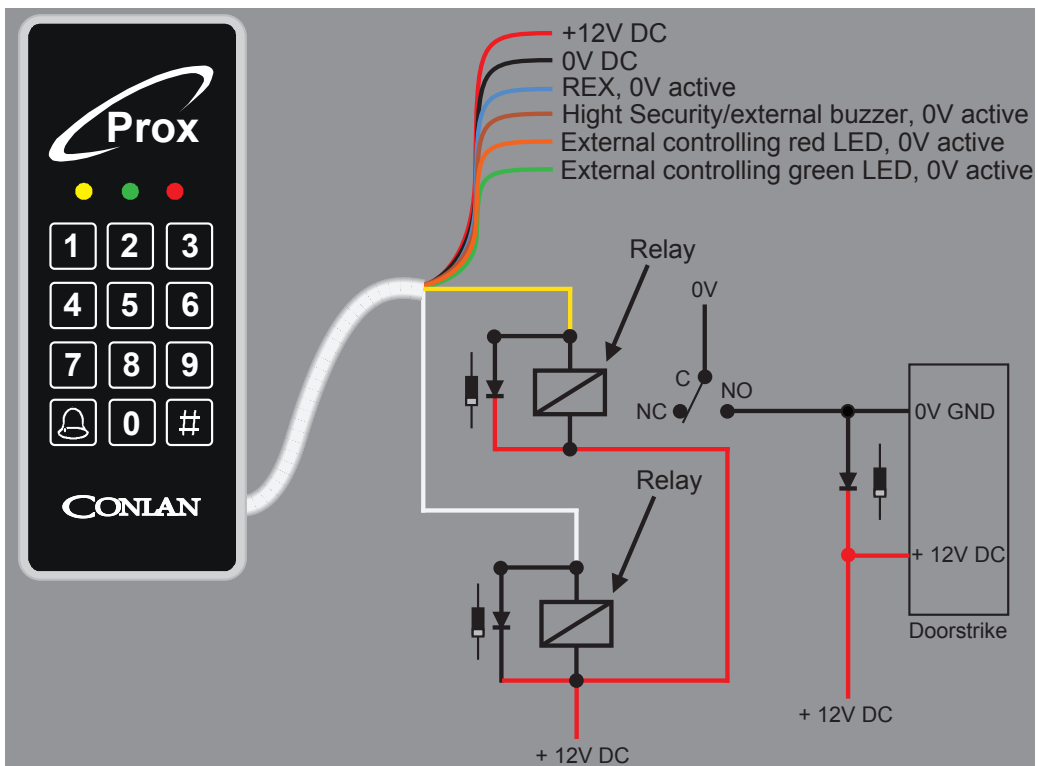 Prox
1 2 3
4 5 6
7 8 9
0 #
CONLAN
+12V DC
0V DC
REX, 0V active
Hight Security/external buzzer, 0V active
External controlling red LED, 0V active
External controlling green LED, 0V active
Relay
0V
C
NC
NO
0V GND
+ 12V DC
Doorstrike
+ 12V DC
Relay
+ 12V DC